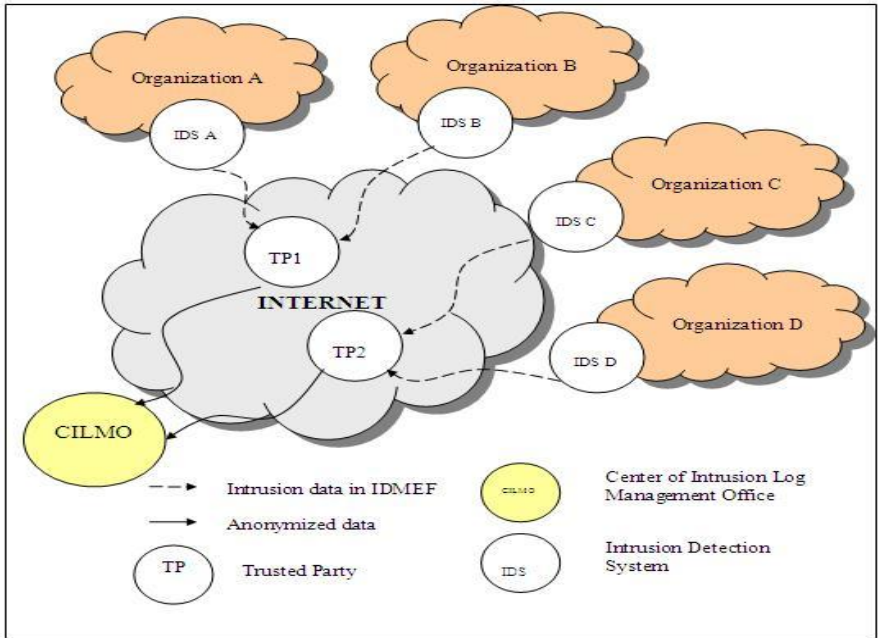 Organization A
Organization B
IDS A
IDS B
Organization C
IDS C
TP1
INTERNET
Organization D
TP2
IDS D
CILMO
Intrusion data in IDMEF
CILMO
Center of Intrusion Log
Management Office
Anonymized data
TP
Trusted Party
IDS
Intrusion Detection
System